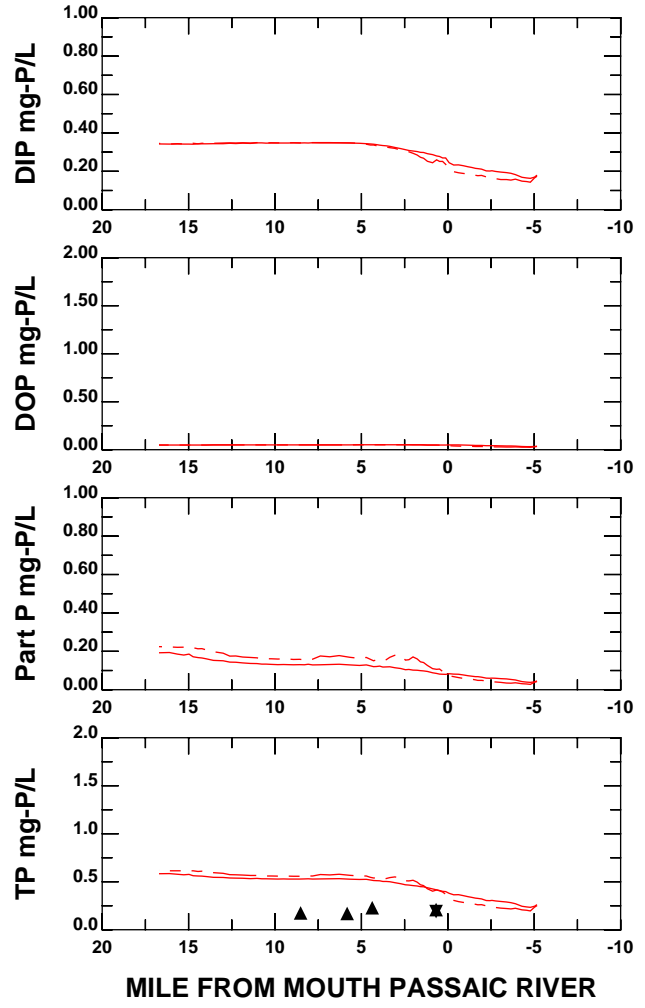 DIP mg-P/L
1.00
0.80
0.60
0.40
0.20
0.00
20 15 10 5 0 -5 -10
DOP mg-P/L
2.00
1.50
1.00
0.50
0.00
20 15 10 5 0 -5 -10
Part P mg-P/L
1.00
0.80
0.60
0.40
0.20
0.00
20 15 10 5 0 -5 -10
TP mg-P/L
2.0
1.5
1.0
0.5
0.0
20 15 10 5 0 -5 -10
MILE FROM MOUTH PASSAIC RIVER